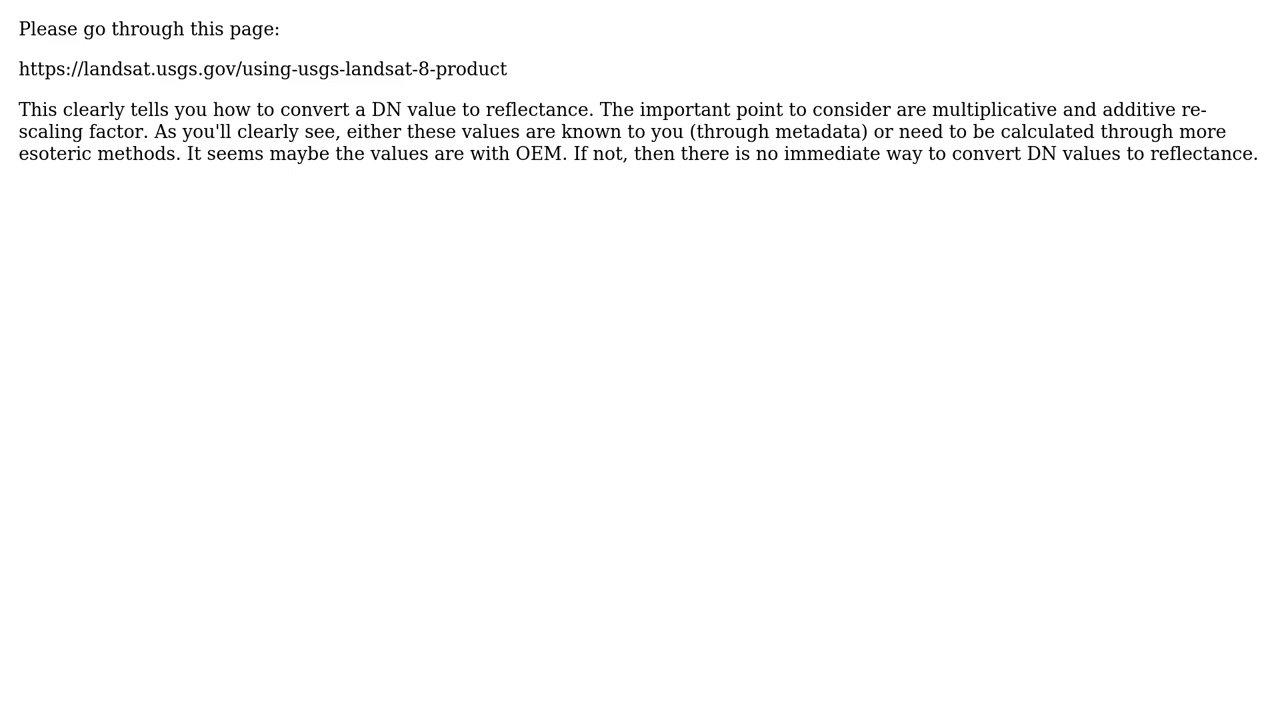 Please go through this page:
https://landsat.usgs.gov/using-usgs-landsat-8-product
This clearly tells you how to convert a DN value to reflectance. The important point to consider are multiplicative and additive re-
scaling factor. As you'll clearly see, either these values are known to you (through metadata) or need to be calculated through more
esoteric methods. It seems maybe the values are with OEM. If not, then there is no immediate way to convert DN values to reflectance.